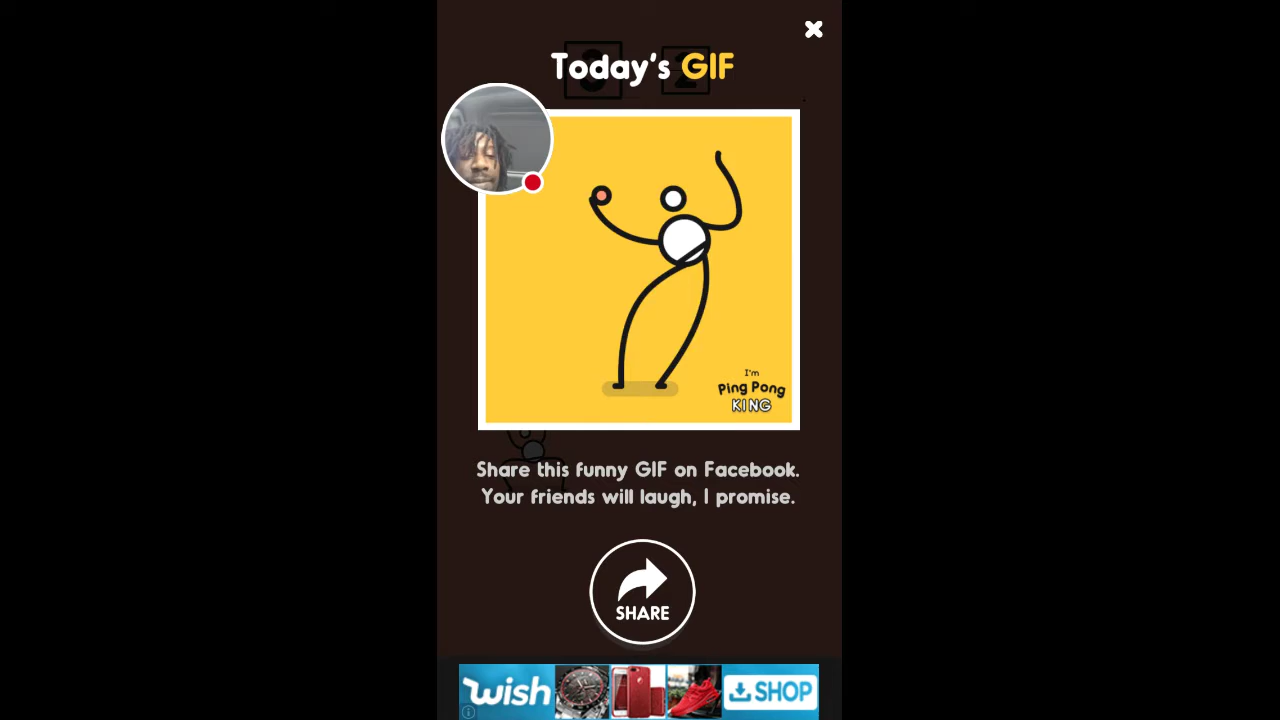 Today's GIF
I'm
Ping Pong
KING
Share this funny GIF on Facebook.
Your friends will laugh, I promise.
SHARE
wish
SHOP